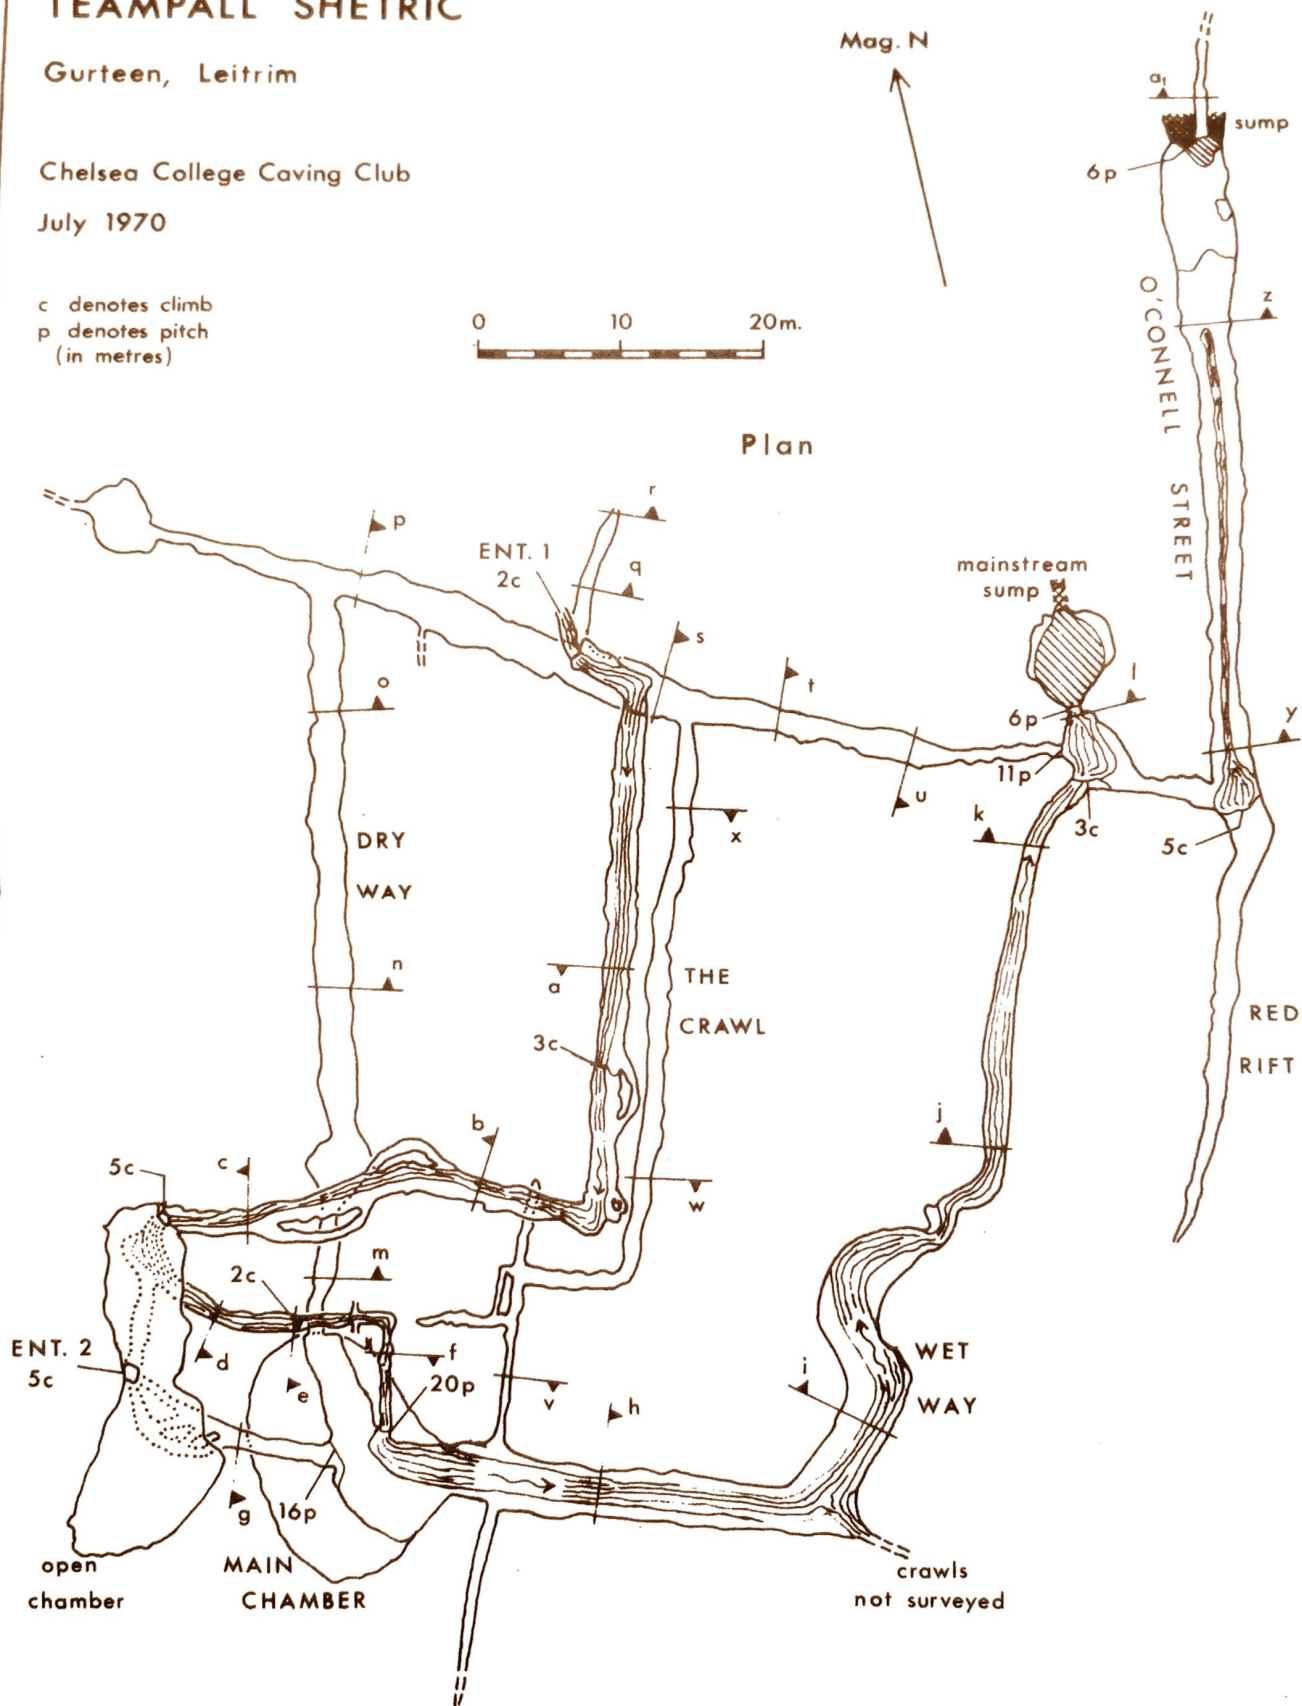 TEAMPALL SHETRIC
Gurteen, Leitrim
Chelsea College Caving Club
July 1970
c denotes climb
p denotes pitch
(in metres)
Mag. N
0 10 20m.
Plan
a₁
sump
6p
z
O'CONNELL
STREET
r
p
ENT. 1
2c
q
mainstream
sump
s
t
l
o
6p
y
11p
u
k
3c
x
5c
DRY
WAY
n
a
THE
CRAWL
3c
RED
RIFT
j
b
5c
c
w
m
2c
ENT. 2
5c
d
f
20p
e
v
h
i
WET
WAY
g
16p
open
chamber
MAIN
CHAMBER
crawls
not surveyed